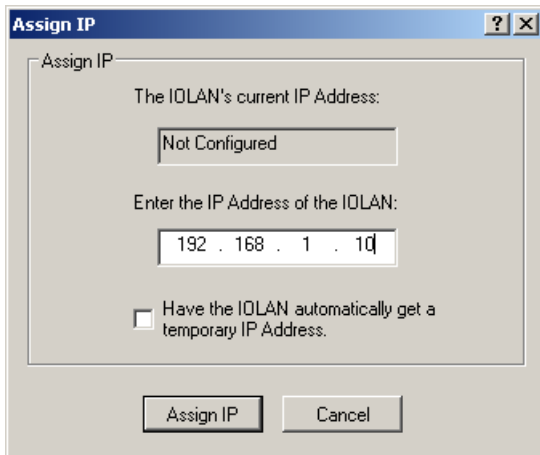 Assign IP
Assign IP
The IOLAN's current IP Address:
Not Configured
Enter the IP Address of the IOLAN:
192 . 168 . 1 . 10
Have the IOLAN automatically get a
temporary IP Address.
Assign IP Cancel